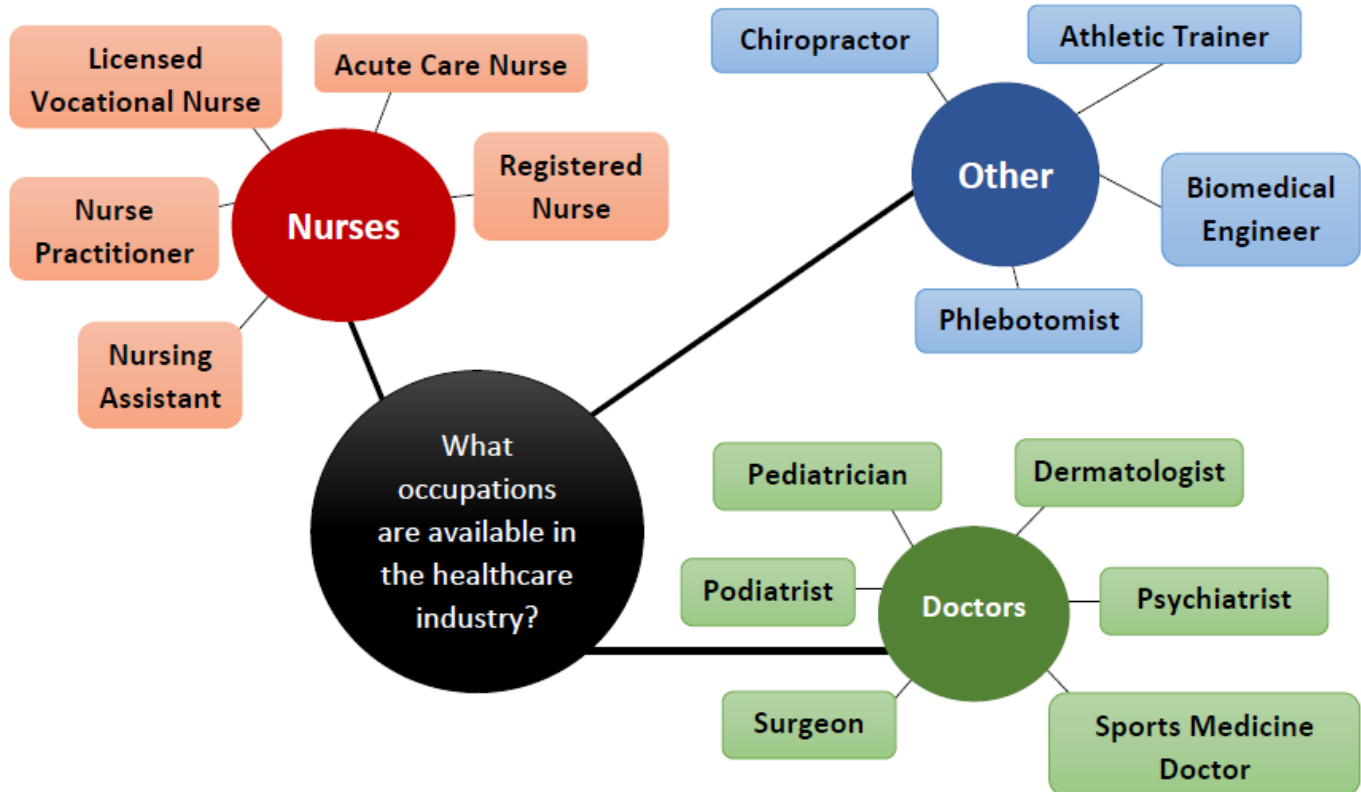 Licensed
Vocational Nurse
Acute Care Nurse
Nurse
Practitioner
Nurses
Registered
Nurse
Nursing
Assistant
Chiropractor
Athletic Trainer
Other
Biomedical
Engineer
Phlebotomist
What
occupations
are available in
the healthcare
industry?
Pediatrician
Dermatologist
Podiatrist
Doctors
Psychiatrist
Surgeon
Sports Medicine
Doctor